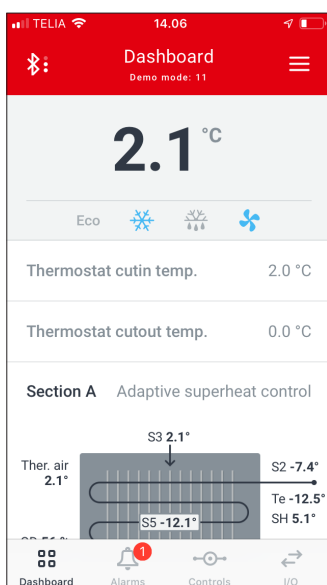 TELIA 14.06
Dashboard
Demo mode: 11
2.1 °C
Eco
Thermostat cutin temp. 2.0 °C
Thermostat cutout temp. 0.0 °C
Section A Adaptive superheat control
S3 2.1°
Ther. air
2.1°
S2 -7.4°
Te -12.5°
SH 5.1°
S5 -12.1°
1
Dashboard Alarms Controls I/O